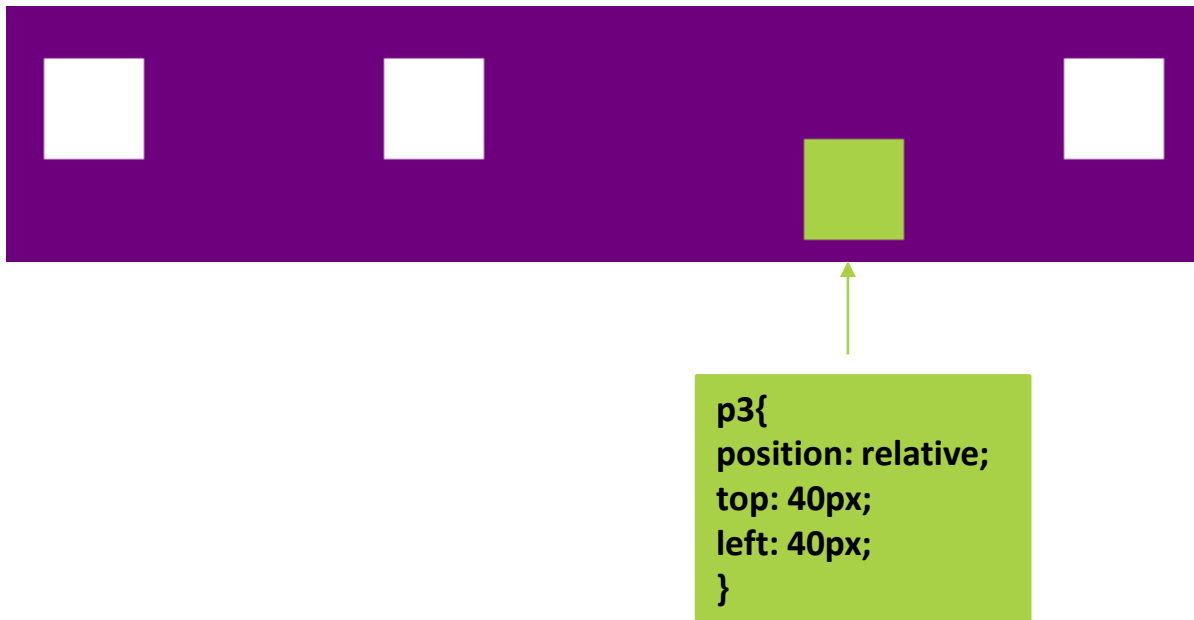 p3{
position: relative;
top: 40px;
left: 40px;
}